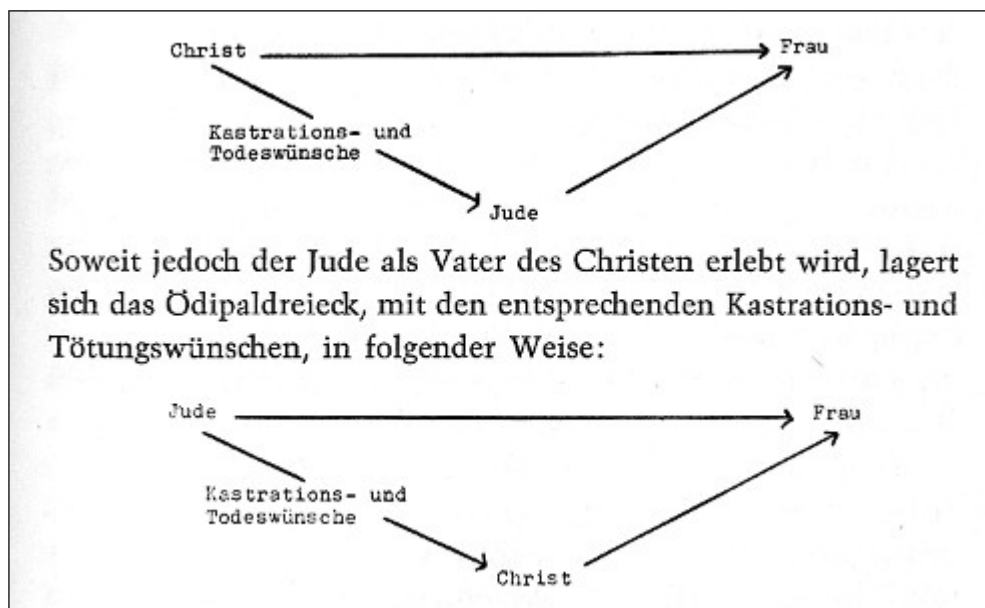 Christ Frau
Kastrations- und
Todeswünsche
Jude
Soweit jedoch der Jude als Vater des Christen erlebt wird, lagert
sich das Ödipaldreieck, mit den entsprechenden Kastrations- und
Tötungswünschen, in folgender Weise:
Jude Frau
Kastrations- und
Todeswünsche
Christ